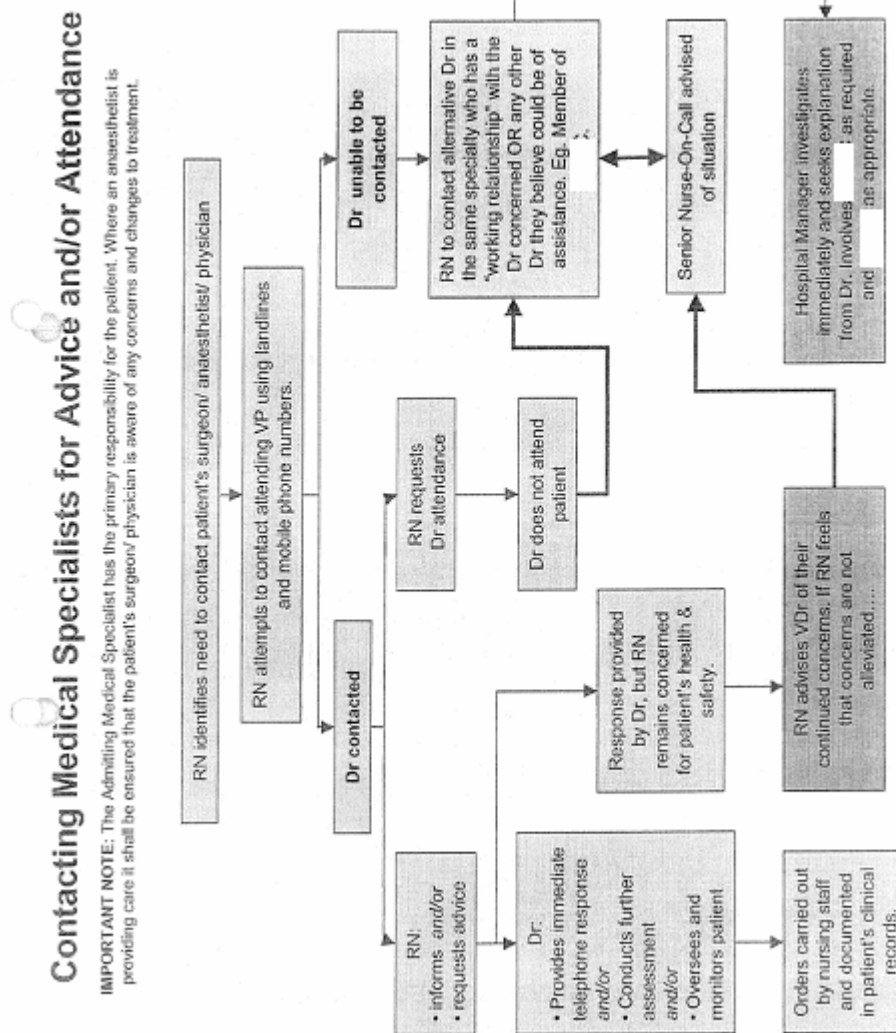 Contacting Medical Specialists for Advice and/or Attendance
IMPORTANT NOTE: The Admitting Medical Specialist has the primary responsibility for the patient. Where an anaesthetist is
providing care it shall be ensured that the patient's surgeon/ physician is aware of any concerns and changes to treatment.
RN identifies need to contact patient's surgeon/ anaesthetist/ physician
RN attempts to contact attending VP using landlines
and mobile phone numbers.
Dr contacted
Dr unable to be
contacted
RN:
• informs and/or
• requests advice
RN requests
Dr attendance
RN to contact alternative Dr in
the same specialty who has a
"working relationship" with the
Dr concerned OR any other
Dr they believe could be of
assistance. Eg. Member of
Dr:
• Provides immediate
telephone response
and/or
• Conducts further
assessment
and/or
• Oversees and
monitors patient
Dr does not attend
patient
Response provided
by Dr, but RN
remains concerned
for patient's health &
safety.
Senior Nurse-On-Call advised
of situation
Orders carried out
by nursing staff
and documented
in patient's clinical
records.
RN advises VDr of their
continued concerns. If RN feels
that concerns are not
alleviated....
Hospital Manager investigates
immediately and seeks explanation
from Dr. Involves as required
and as appropriate.